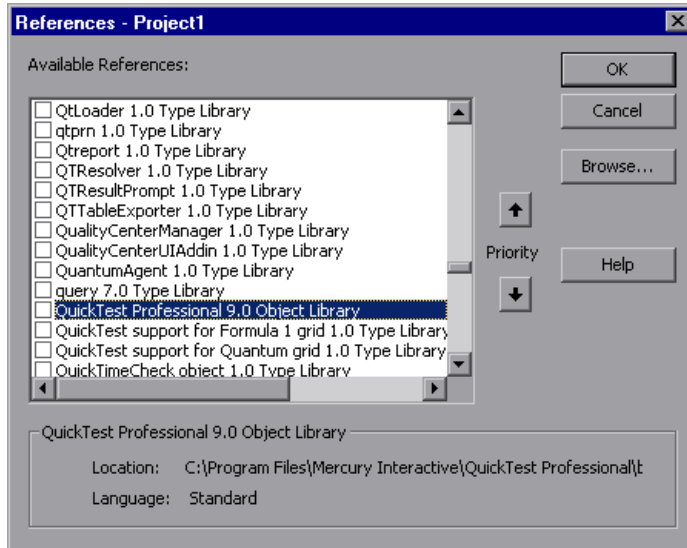 References - Project1
Available References:
QtLoader 1.0 Type Library
qtprn 1.0 Type Library
Qtreport 1.0 Type Library
QTResolver 1.0 Type Library
QTResultPrompt 1.0 Type Library
QTTableExporter 1.0 Type Library
QualityCenterManager 1.0 Type Library
QualityCenterUIAddin 1.0 Type Library
QuantumAgent 1.0 Type Library
query 7.0 Type Library
QuickTest Professional 9.0 Object Library
QuickTest support for Formula 1 grid 1.0 Type Library
QuickTest support for Quantum grid 1.0 Type Library
QuickTimeCheck object 1.0 Type Library
OK
Cancel
Browse...
Priority
Help
QuickTest Professional 9.0 Object Library
Location: C:\Program Files\Mercury Interactive\QuickTest Professional\t
Language: Standard